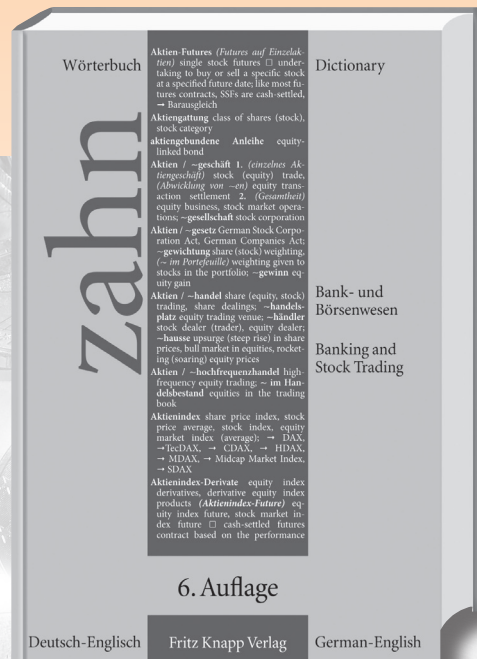 Wörterbuch
Dictionary
zahn
Aktien-Futures (Futures auf Einzelak-
tien) single stock futures □ under-
taking to buy or sell a specific stock
at a specified future date; like most fu-
tures contracts, SSFs are cash-settled,
→ Barausgleich
Aktiengattung class of shares (stock),
stock category
aktiengebundene Anleihe equity-
linked bond
Aktien / ~geschäft 1. (einzelnes Ak-
tiengeschäft) stock (equity) trade,
(Abwicklung von ~en) equity trans-
action settlement 2. (Gesamtheit)
equity business, stock market opera-
tions; ~gesellschaft stock corporation
Aktien / ~gesetz German Stock Corpo-
ration Act, German Companies Act;
~gewichtung share (stock) weighting,
(~ im Portefeuille) weighting given to
stocks in the portfolio; ~gewinn eq-
uity gain
Aktien / ~handel share (equity, stock)
trading, share dealings; ~handels-
platz equity trading venue; ~händler
stock dealer (trader), equity dealer;
~hausse upsurge (steep rise) in share
prices, bull market in equities, rocket-
ing (soaring) equity prices
Aktien / ~hochfrequenzhandel high-
frequency equity trading; ~ im Han-
delsbestand equities in the trading
book
Aktienindex share price index, stock
price average, stock index, equity
market index (average); → DAX,
→TecDAX, → CDAX, → HDAX,
→ MDAX, → Midcap Market Index,
→ SDAX
Aktienindex-Derivate equity index
derivatives, derivative equity index
products (Aktienindex-Future) eq-
uity index future, stock market in-
dex future □ cash-settled futures
contract based on the performance
Bank- und
Börsenwesen
Banking and
Stock Trading
6. Auflage
Deutsch-Englisch
Fritz Knapp Verlag
German-English